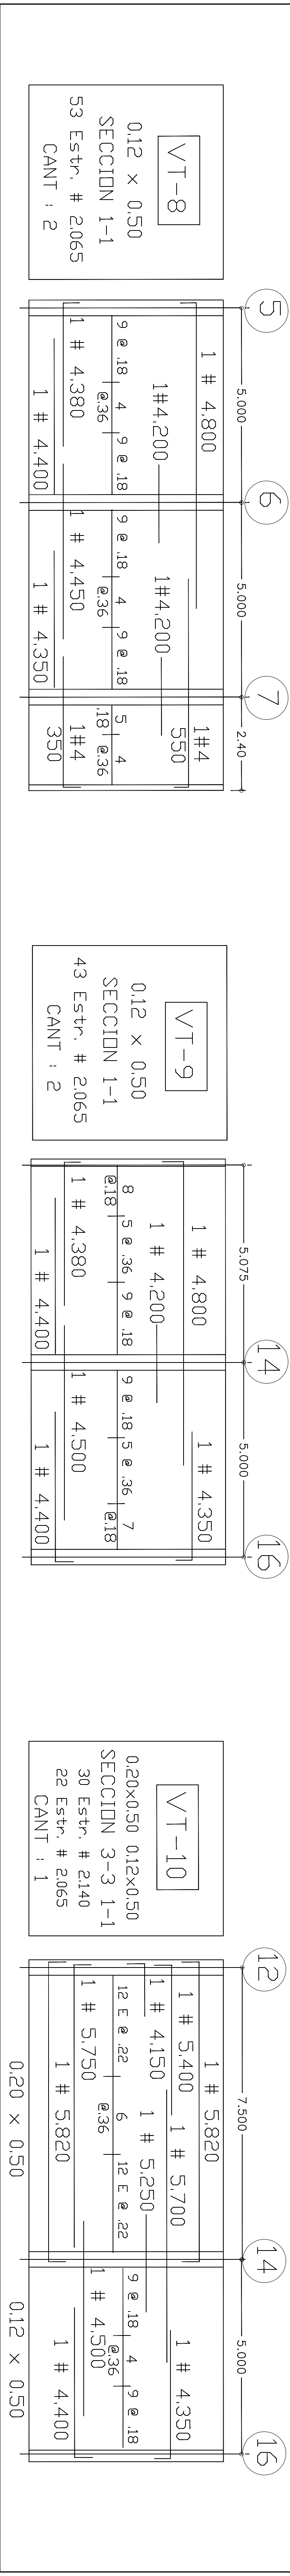 VT-8
0.12 x 0.50
SECCION 1-1
53 Estr. # 2.065
CANT : 2
5
6
7
5.000
5.000
2.40
1 # 4.800
1#4
550
1#4.200
1#4.200
9 @ .18
4
@.36
9 @ .18
9 @ .18
4
@.36
9 @ .18
5
.18
4
@.36
1 # 4.380
1 # 4.450
1#4
350
1 # 4.400
1 # 4.350
VT-9
0.12 x 0.50
SECCION 1-1
43 Estr. # 2.065
CANT : 2
14
16
5.075
5.000
1 # 4.800
1 # 4.350
1 # 4.200
8
@.18
5 @ .36
9 @ .18
9 @ .18
5 @ .36
7
@.18
1 # 4.380
1 # 4.500
1 # 4.400
1 # 4.400
VT-10
0.20x0.50 0.12x0.50
SECCION 3-3 1-1
30 Estr. # 2.140
22 Estr. # 2.065
CANT : 1
12
14
16
7.500
5.000
1 # 5.820
1 # 5.400
1 # 5.700
1 # 4.350
1 # 4.150
1 # 5.250
12 E @ .22
6
@.36
12 E @ .22
9 @ .18
4
@.36
9 @ .18
1 # 5.750
1 # 4.500
1 # 5.820
1 # 4.400
0.20 x 0.50
0.12 x 0.50